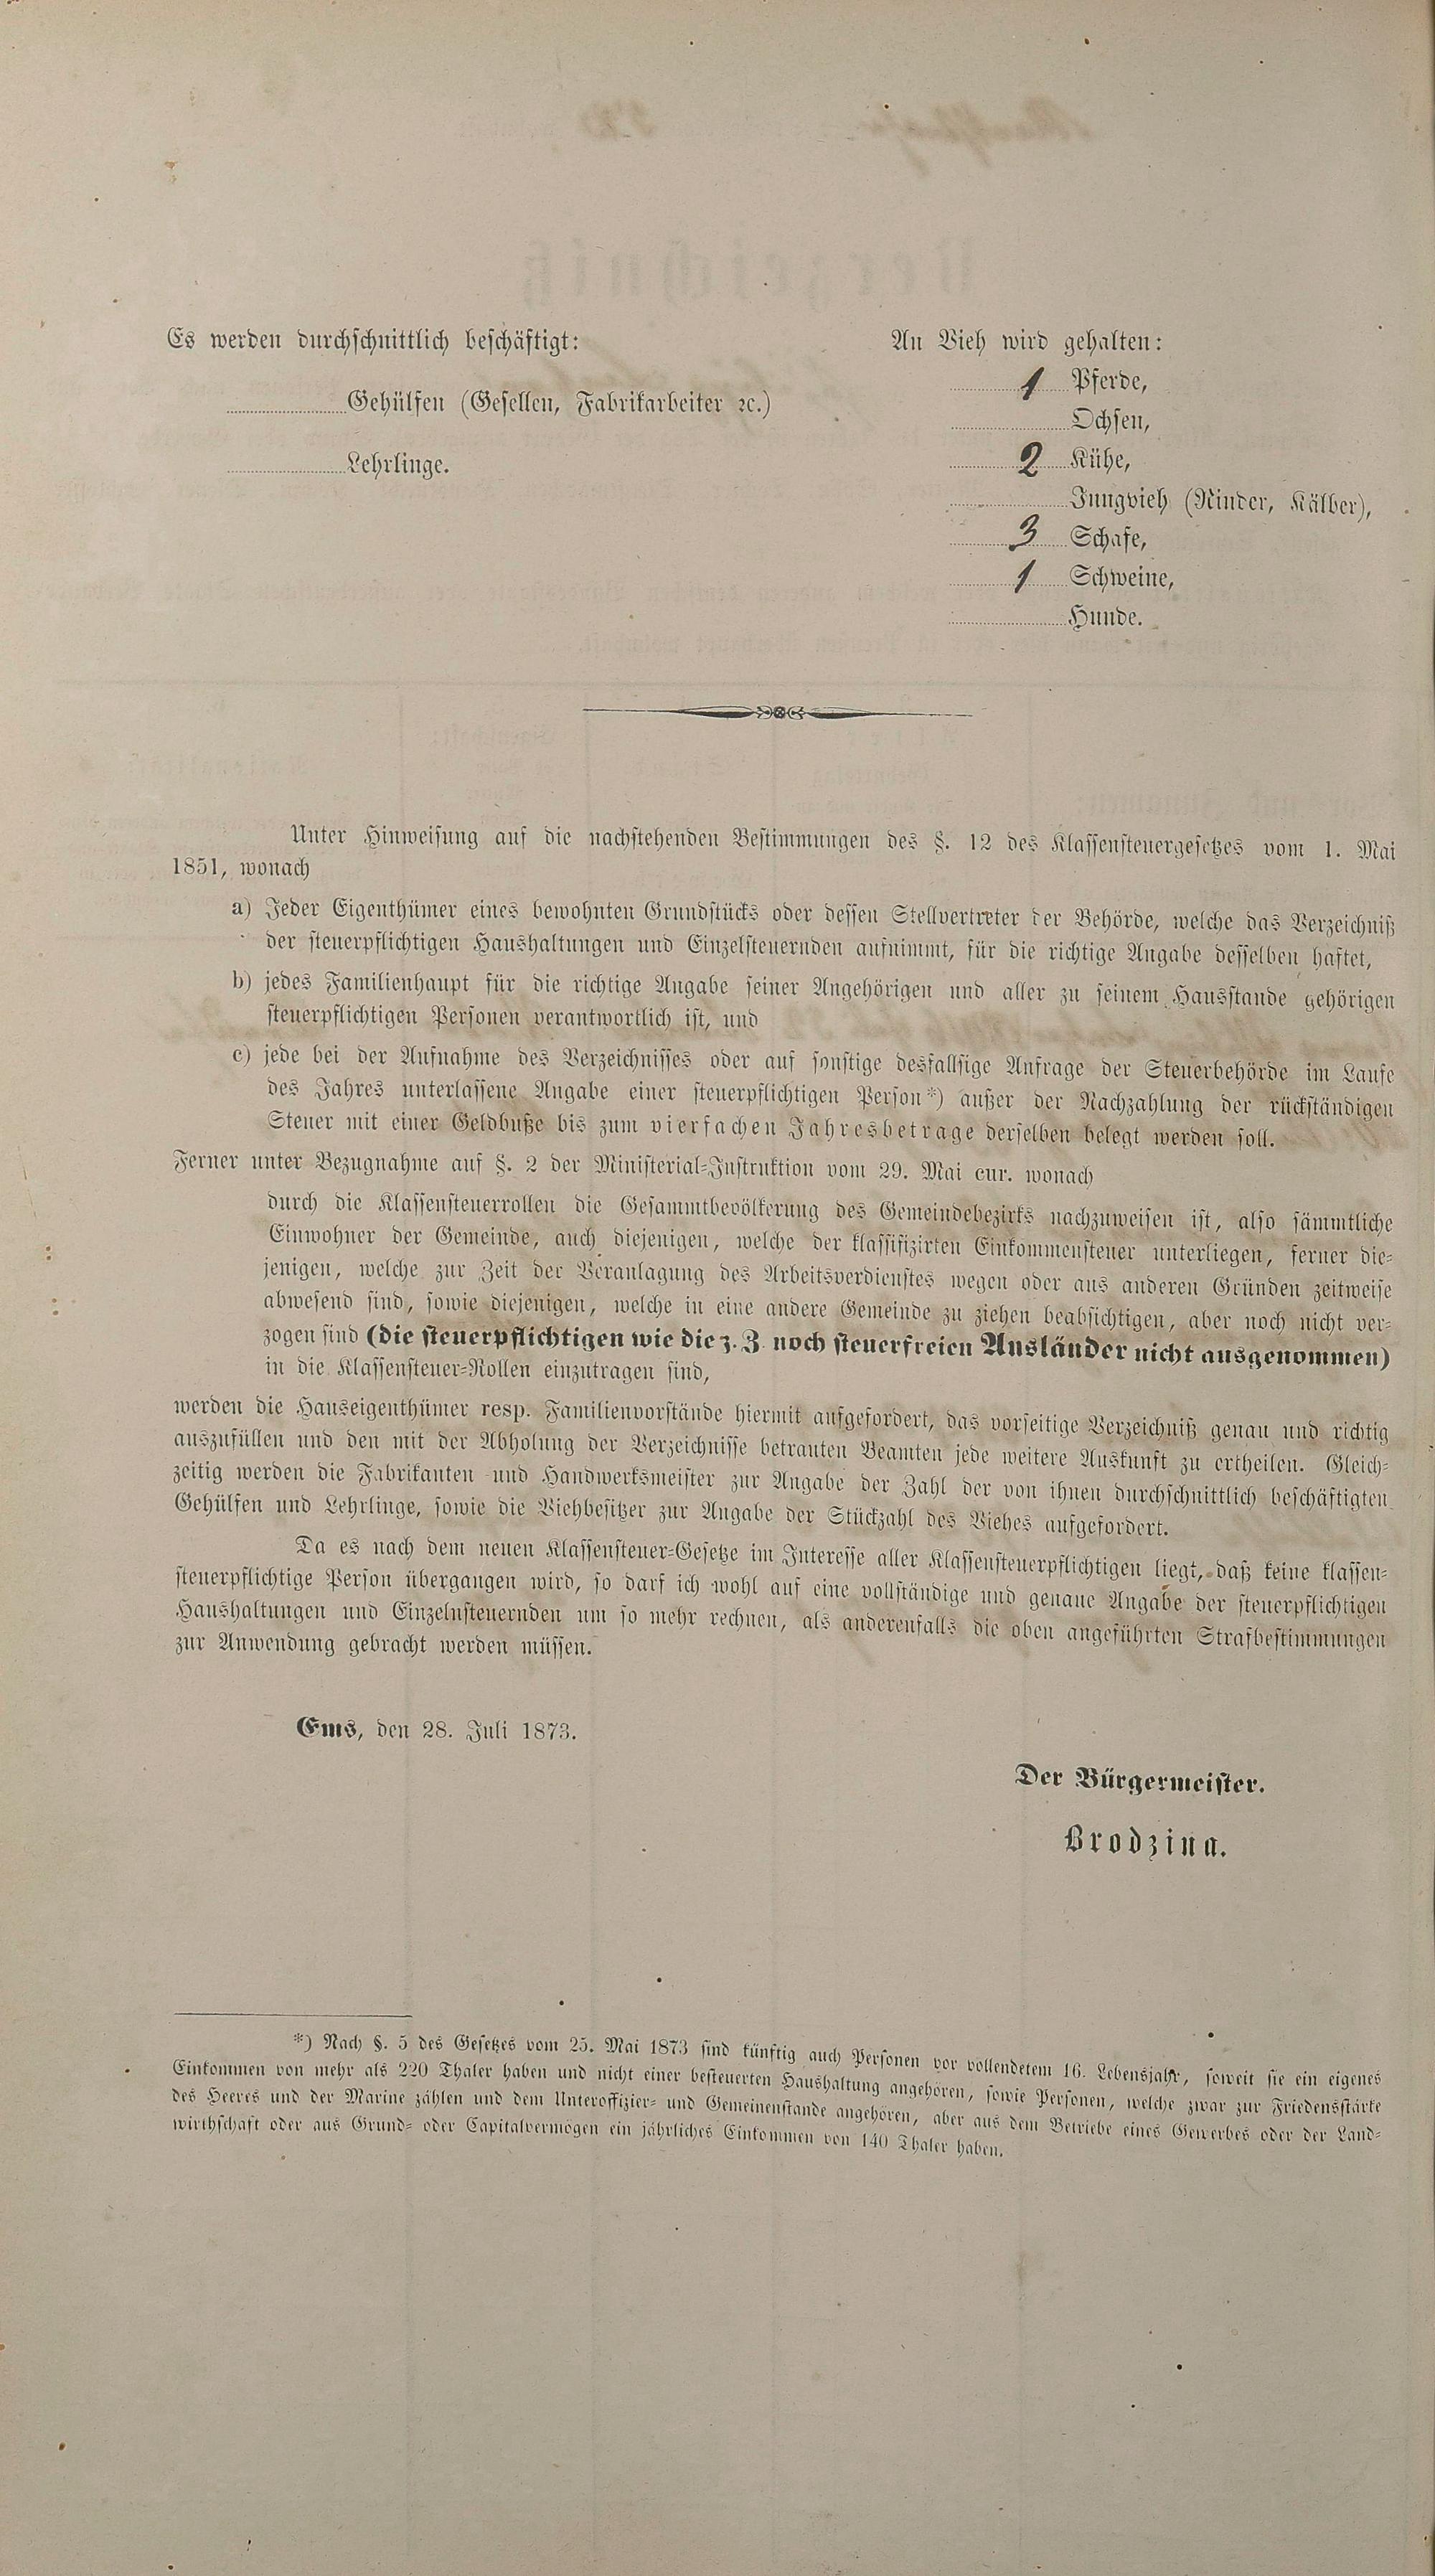 Es werden durchschnittlich beschäftigt:
Gehülfen (Gesellen, Fabrikarbeiter ꝛc.)
Lehrlinge.
An Vieh wird gehalten:
1 Pferde,
Ochsen,
2 Kühe,
Jungvieh (Rinder, Kälber),
3 Schafe,
1 Schweine,
Hunde.
Unter Hinweisung auf die nachstehenden Bestimmungen des §. 12 des Klassensteuergesetzes vom 1. Mai
1851, wonach
a) Jeder Eigenthümer eines bewohnten Grundstücks oder dessen Stellvertreter der Behörde, welche das Verzeichniß
der steuerpflichtigen Haushaltungen und Einzelsteuernden aufnimmt, für die richtige Angabe desselben haftet,
b) jedes Familienhaupt für die richtige Angabe seiner Angehörigen und aller zu seinem Hausstande gehörigen
steuerpflichtigen Personen verantwortlich ist, und
c) jede bei der Aufnahme des Verzeichnisses oder auf sonstige desfallsige Anfrage der Steuerbehörde im Laufe
des Jahres unterlassene Angabe einer steuerpflichtigen Person*) außer der Nachzahlung der rückständigen
Steuer mit einer Geldbuße bis zum vierfachen Jahresbetrage derselben belegt werden soll.
Ferner unter Bezugnahme auf §. 2 der Ministerial-Instruktion vom 29. Mai cur. wonach
durch die Klassensteuerrollen die Gesammtbevölkerung des Gemeindebezirks nachzuweisen ist, also sämmtliche
Einwohner der Gemeinde, auch diejenigen, welche der klassifizirten Einkommensteuer unterliegen, ferner die-
jenigen, welche zur Zeit der Veranlagung des Arbeitsverdienstes wegen oder aus anderen Gründen zeitweise
abwesend sind, sowie diejenigen, welche in eine andere Gemeinde zu ziehen beabsichtigen, aber noch nicht ver-
zogen sind (die steuerpflichtigen wie die z. Z. noch steuerfreien Ausländer nicht ausgenommen)
in die Klassensteuer-Rollen einzutragen sind,
werden die Hauseigenthümer resp. Familienvorstände hiermit aufgefordert, das vorseitige Verzeichniß genau und richtig
auszufüllen und den mit der Abholung der Verzeichnisse betrauten Beamten jede weitere Auskunft zu ertheilen. Gleich-
zeitig werden die Fabrikanten und Handwerksmeister zur Angabe der Zahl der von ihnen durchschnittlich beschäftigten
Gehülfen und Lehrlinge, sowie die Viehbesitzer zur Angabe der Stückzahl des Viehes aufgefordert.
Da es nach dem neuen Klassensteuer-Gesetze im Interesse aller Klassensteuerpflichtigen liegt, daß keine klassen-
steuerpflichtige Person übergangen wird, so darf ich wohl auf eine vollständige und genaue Angabe der steuerpflichtigen
Haushaltungen und Einzelnsteuernden um so mehr rechnen, als anderenfalls die oben angeführten Strafbestimmungen
zur Anwendung gebracht werden müssen.
Ems, den 28. Juli 1873.
Der Bürgermeister.
Brodzina.
*) Nach §. 5 des Gesetzes vom 25. Mai 1873 sind künftig auch Personen vor vollendetem 16. Lebensjahr, soweit sie ein eigenes
Einkommen von mehr als 220 Thaler haben und nicht einer besteuerten Haushaltung angehören, sowie Personen, welche zwar zur Friedensstärke
des Heeres und der Marine zählen und dem Unteroffizier- und Gemeinenstande angehören, aber aus dem Betriebe eines Gewerbes oder der Land-
wirthschaft oder aus Grund- oder Capitalvermögen ein jährliches Einkommen von 140 Thaler haben.